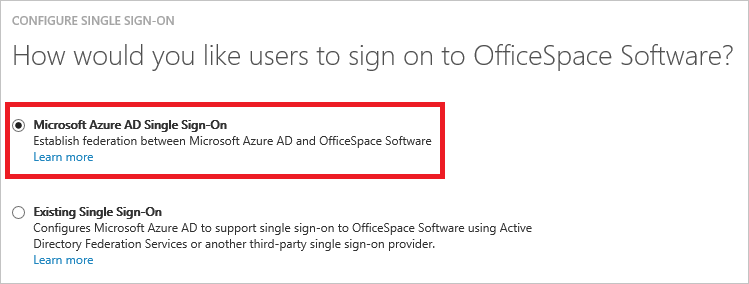 CONFIGURE SINGLE SIGN-ON
How would you like users to sign on to OfficeSpace Software?
Microsoft Azure AD Single Sign-On
Establish federation between Microsoft Azure AD and OfficeSpace Software
Learn more
Existing Single Sign-On
Configures Microsoft Azure AD to support single sign-on to OfficeSpace Software using Active
Directory Federation Services or another third-party single sign-on provider.
Learn more